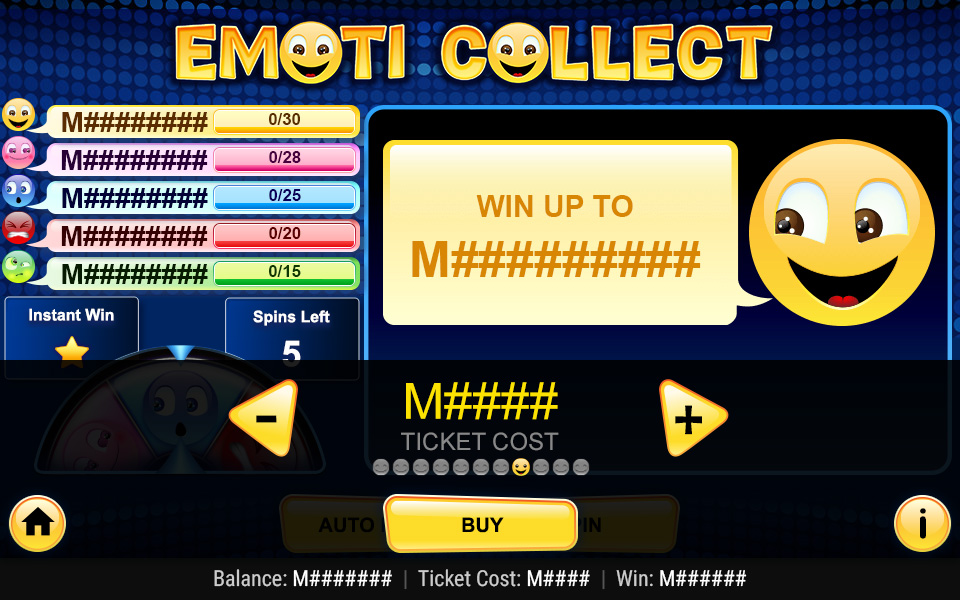 EMOTI COLLECT
M######## 0/30
M######## 0/28
M######## 0/25
M######## 0/20
M######## 0/15
Instant Win
Spins Left
5
WIN UP TO
M##########
-
M####
+
TICKET COST
AUTO
BUY
PIN
i
Balance: M####### | Ticket Cost: M#### | Win: M######